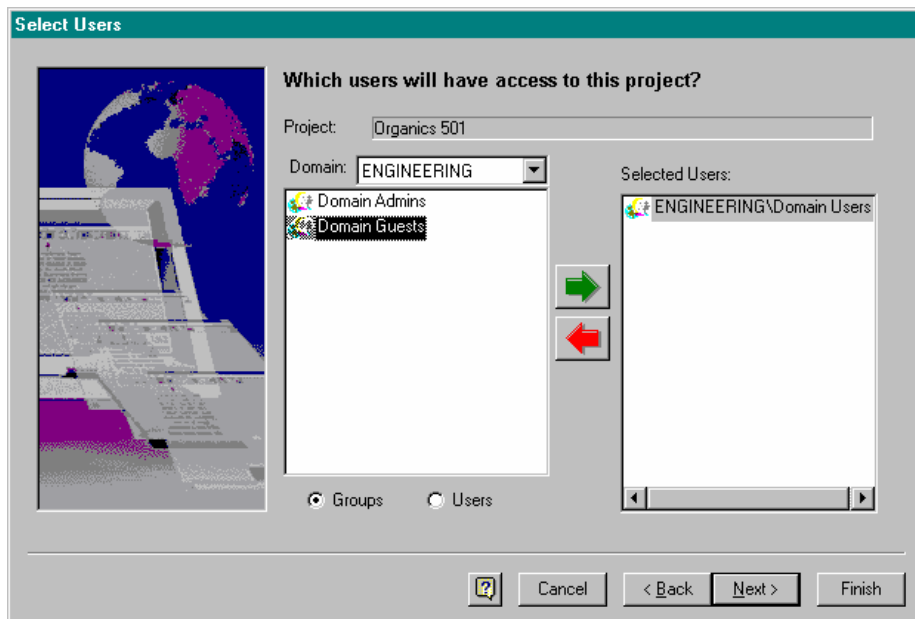 Select Users
Which users will have access to this project?
Project: Organics 501
Domain: ENGINEERING
Selected Users:
Domain Admins
Domain Guests
ENGINEERING\Domain Users
Groups Users
Cancel < Back Next > Finish